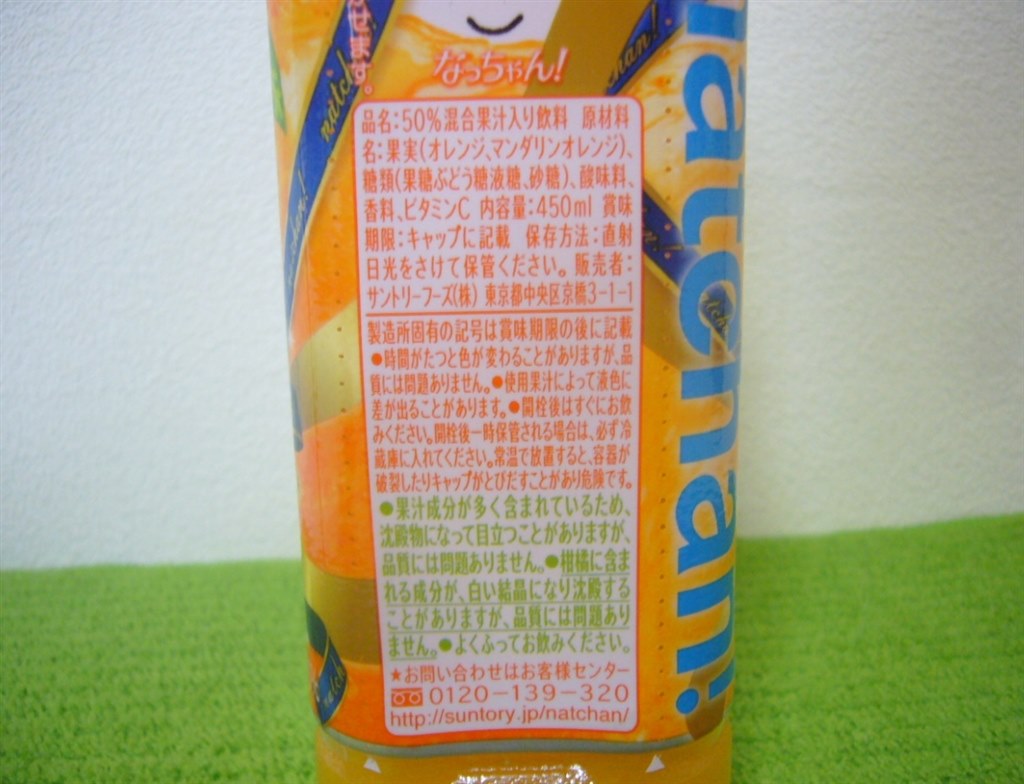 せます。
natch
なっちゃん!
chan!
品名:50%混合果汁入り飲料 原材料
名:果実(オレンジ、マンダリンオレンジ)、
糖類(果糖ぶどう糖液糖、砂糖)、酸味料、
香料、ビタミンC 内容量:450ml 賞味
期限:キャップに記載 保存方法:直射
日光をさけて保管ください。販売者:
サントリーフーズ(株) 東京都中央区京橋3-1-1
製造所固有の記号は賞味期限の後に記載
●時間がたつと色が変わることがありますが、品
質には問題ありません。●使用果汁によって液色に
差が出ることがあります。●開栓後はすぐにお飲
みください。開栓後一時保管される場合は、必ず冷
蔵庫に入れてください。常温で放置すると、容器が
破裂したりキャップがとびだすことがあり危険です。
●果汁成分が多く含まれているため、
沈殿物になって目立つことがありますが、
品質には問題ありません。●柑橘に含ま
れる成分が、白い結晶になり沈殿する
ことがありますが、品質には問題あり
ません。●よくふってお飲みください。
★お問い合わせはお客様センター
0120-139-320
http://suntory.jp/natchan/
natchan!
natch